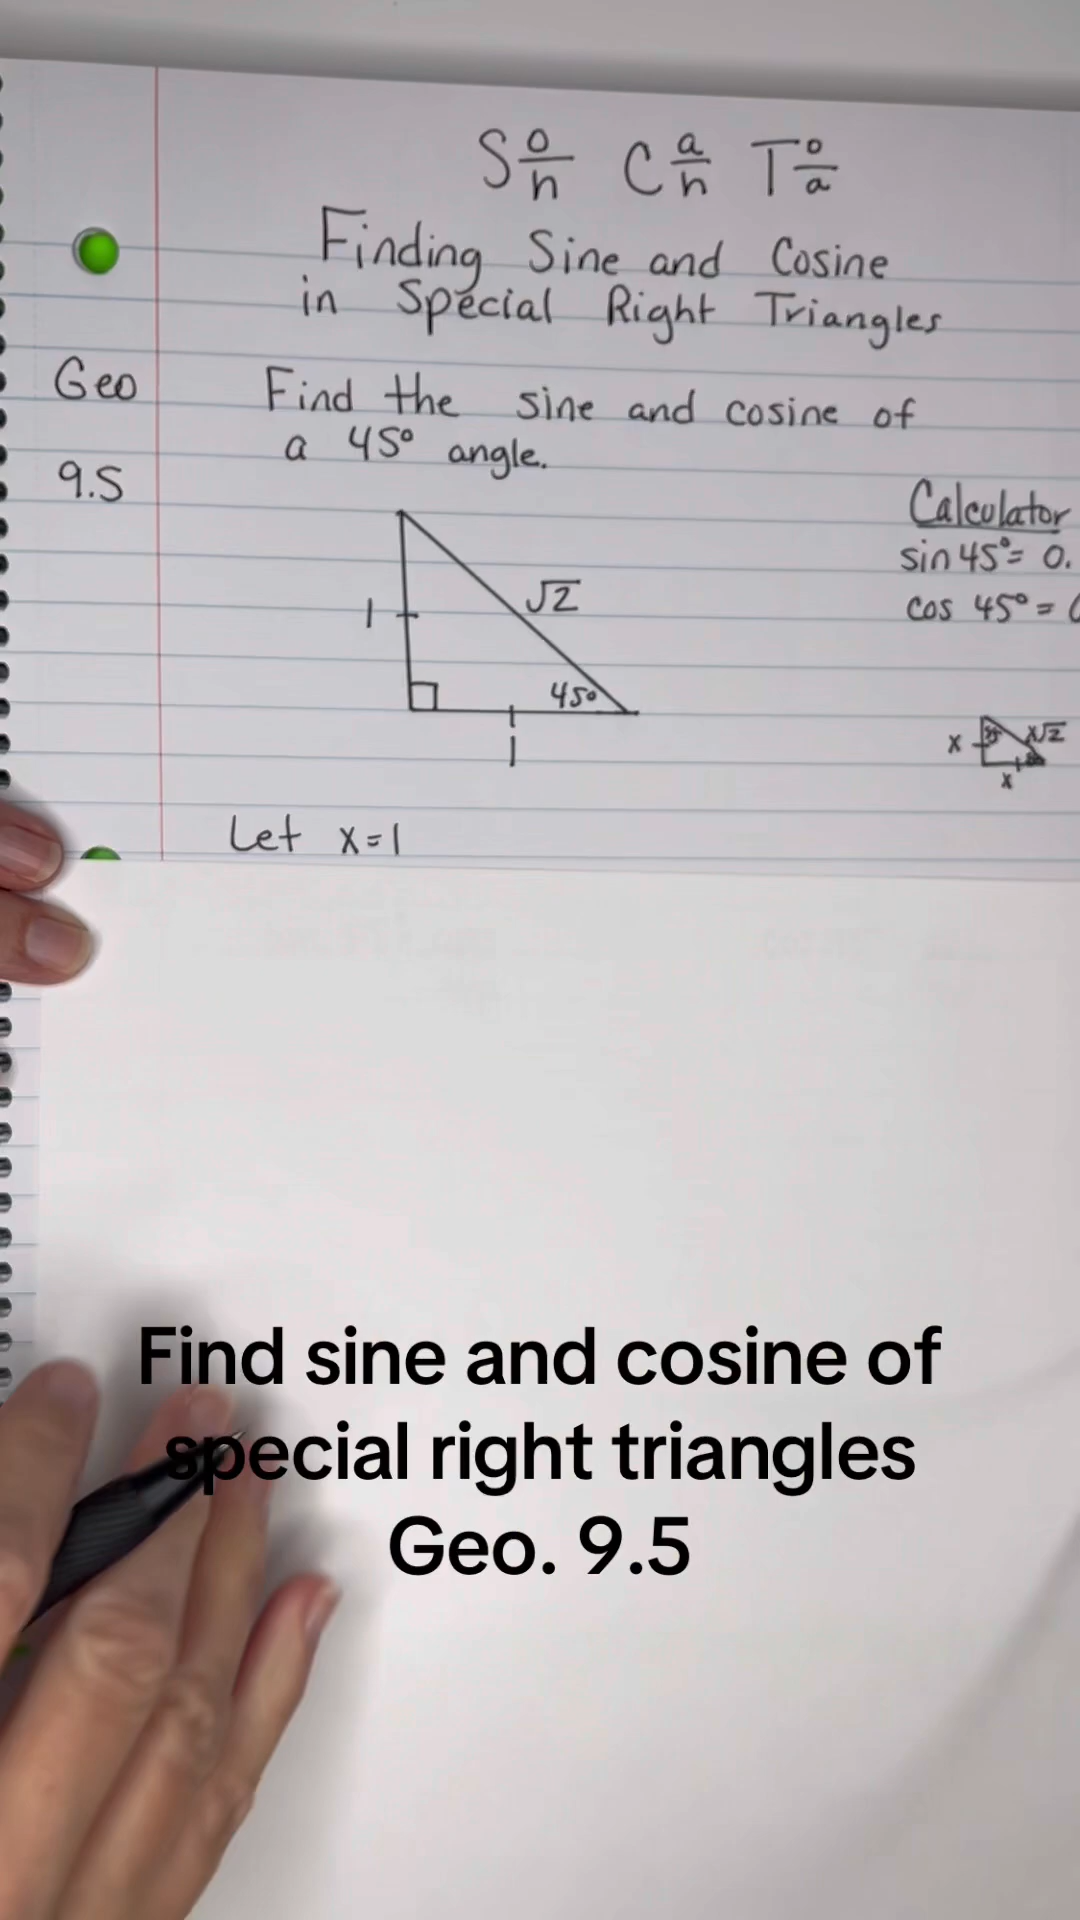 S o/h C a/h T o/a
Finding Sine and Cosine
in Special Right Triangles
Geo
Find the sine and cosine of
a 45° angle.
9.5
Calculator
sin 45° = 0.
cos 45° =
1
√2
45°
1
x
x√2
x
Let x = 1
Find sine and cosine of
special right triangles
Geo. 9.5